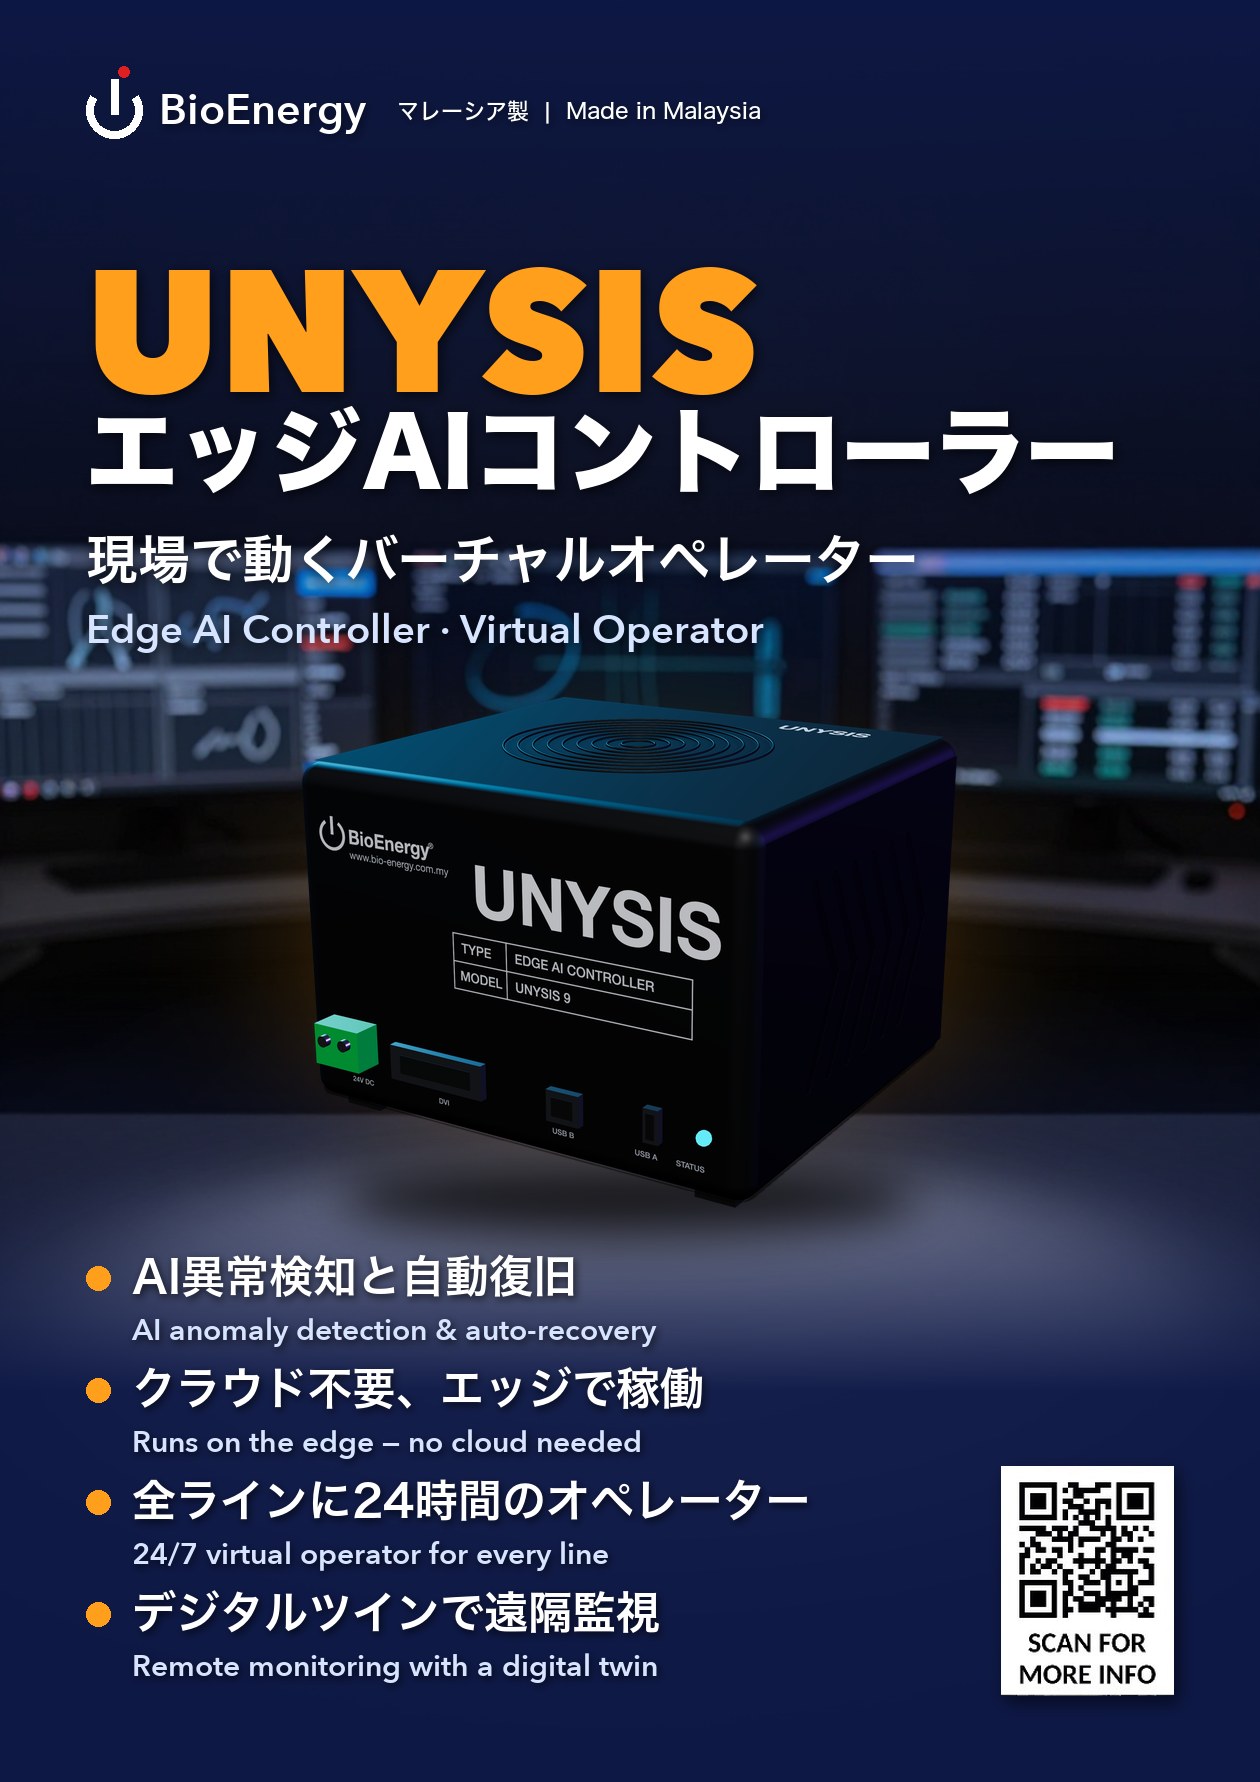 BioEnergy マレーシア製 | Made in Malaysia
UNYSIS
エッジAIコントローラー
現場で動くバーチャルオペレーター
Edge AI Controller · Virtual Operator
UNYSIS
BioEnergy®
www.bio-energy.com.my
UNYSIS
TYPE EDGE AI CONTROLLER
MODEL UNYSIS 9
24V DC
DVI
USB B
USB A
STATUS
AI異常検知と自動復旧
AI anomaly detection & auto-recovery
クラウド不要、エッジで稼働
Runs on the edge – no cloud needed
全ラインに24時間のオペレーター
24/7 virtual operator for every line
デジタルツインで遠隔監視
Remote monitoring with a digital twin
SCAN FOR
MORE INFO